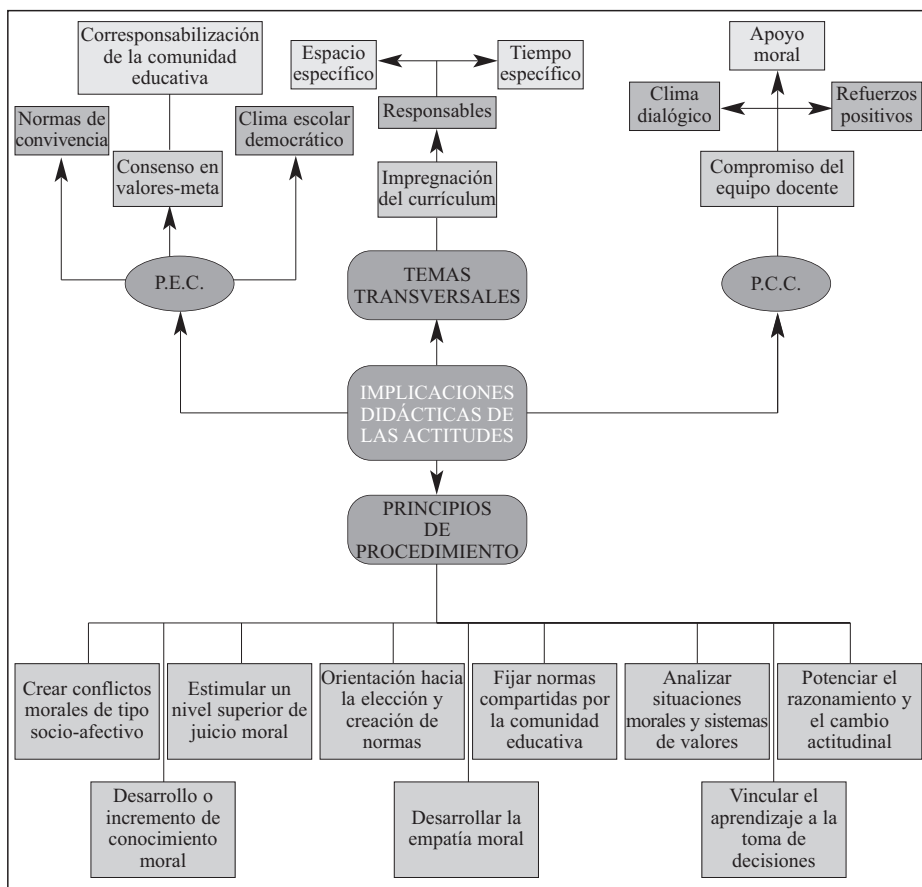 Corresponsabilización
de la comunidad
educativa
Espacio
específico
Tiempo
específico
Apoyo
moral
Normas de
convivencia
Clima escolar
democrático
Responsables
Clima
dialógico
Refuerzos
positivos
Consenso en
valores-meta
Impregnación
del currículum
Compromiso del
equipo docente
P.E.C.
TEMAS
TRANSVERSALES
P.C.C.
IMPLICACIONES
DIDÁCTICAS DE
LAS ACTITUDES
PRINCIPIOS
DE
PROCEDIMIENTO
Crear conflictos
morales de tipo
socio-afectivo
Estimular un
nivel superior de
juicio moral
Orientación hacia
la elección y
creación de
normas
Fijar normas
compartidas por
la comunidad
educativa
Analizar
situaciones
morales y sistemas
de valores
Potenciar el
razonamiento y
el cambio
actitudinal
Desarrollo o
incremento de
conocimiento
moral
Desarrollar la
empatía moral
Vincular el
aprendizaje a la
toma de
decisiones